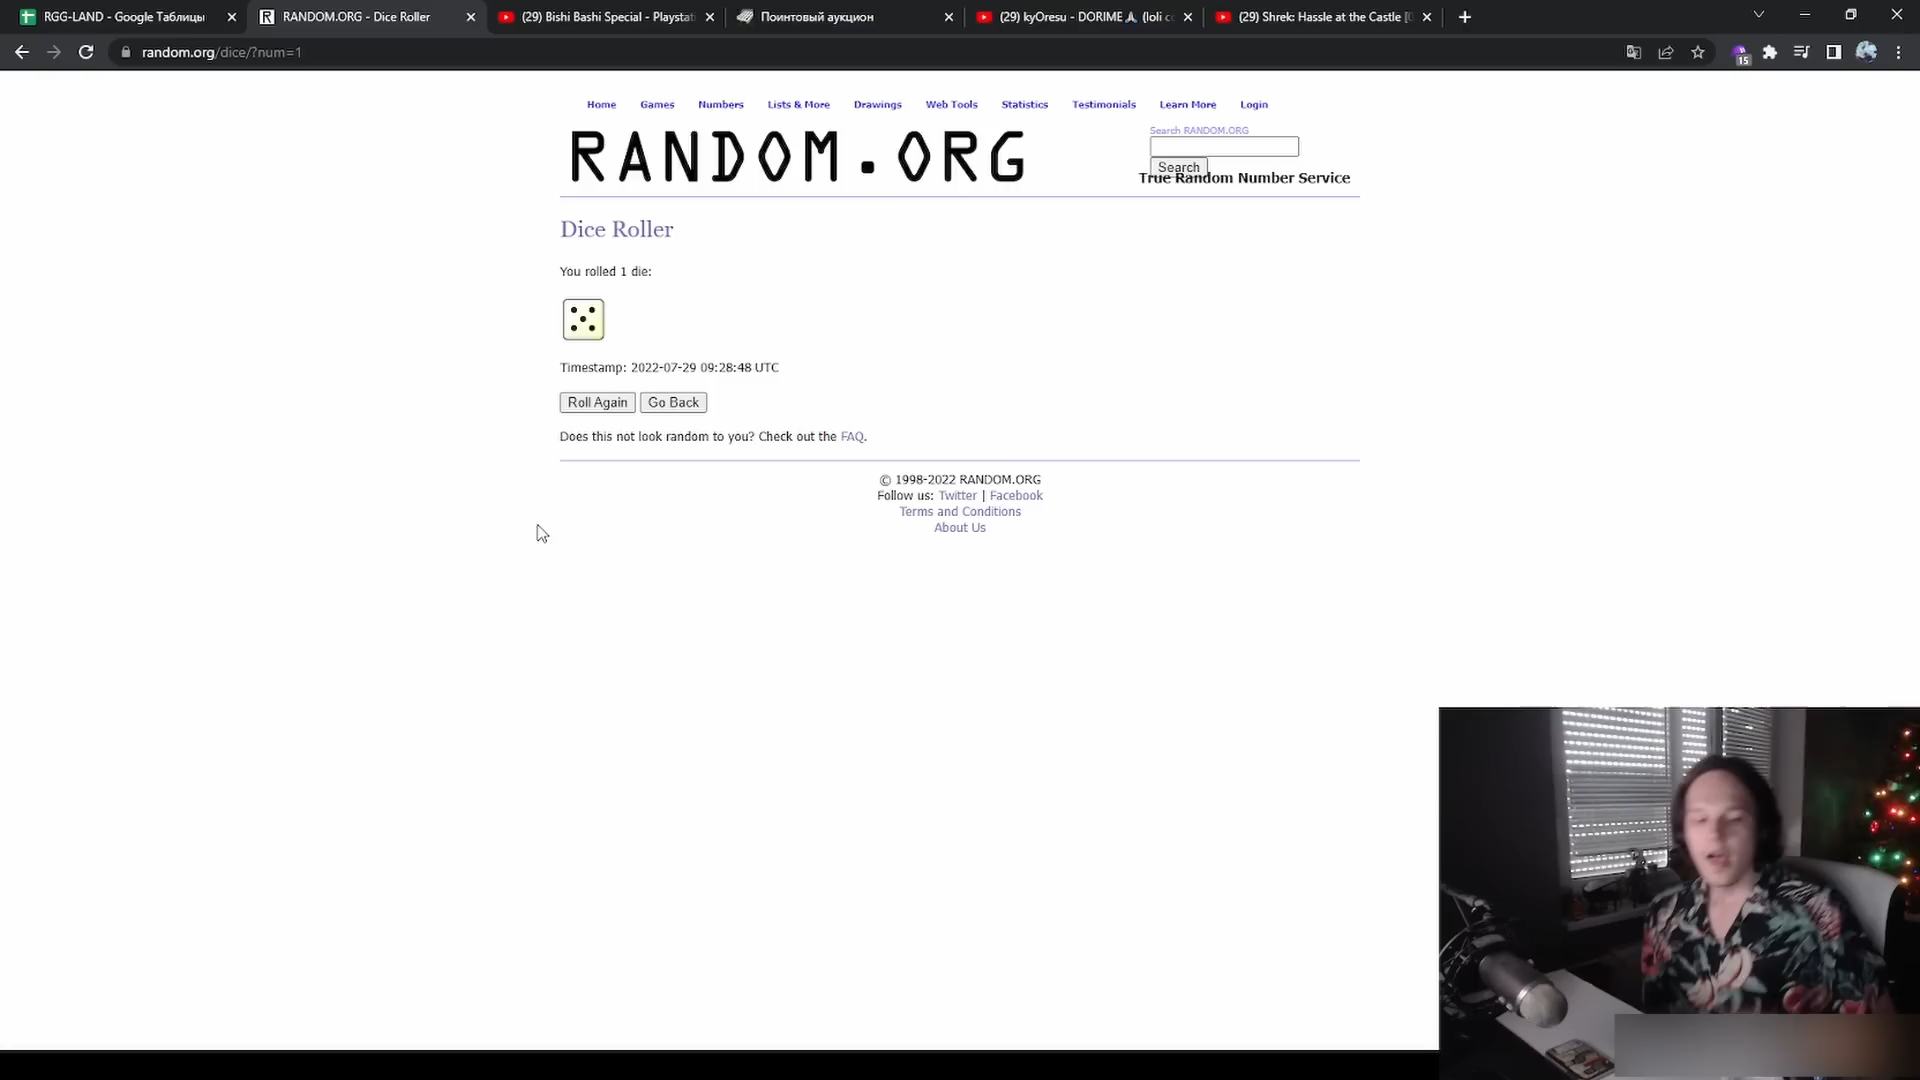 RGG-LAND - Google Таблицы
RANDOM.ORG - Dice Roller
(29) Bishi Bashi Special - Playstat
Поинтовый аукцион
(29) kyOresu - DORIME🙏 (loli c
(29) Shrek: Hassle at the Castle [
random.org/dice/?num=1
15
Home Games Numbers Lists & More Drawings Web Tools Statistics Testimonials Learn More Login
RANDOM.ORG
Search RANDOM.ORG
Search
True Random Number Service
Dice Roller
You rolled 1 die:
Timestamp: 2022-07-29 09:28:48 UTC
Roll Again Go Back
Does this not look random to you? Check out the FAQ.
© 1998-2022 RANDOM.ORG
Follow us: Twitter | Facebook
Terms and Conditions
About Us